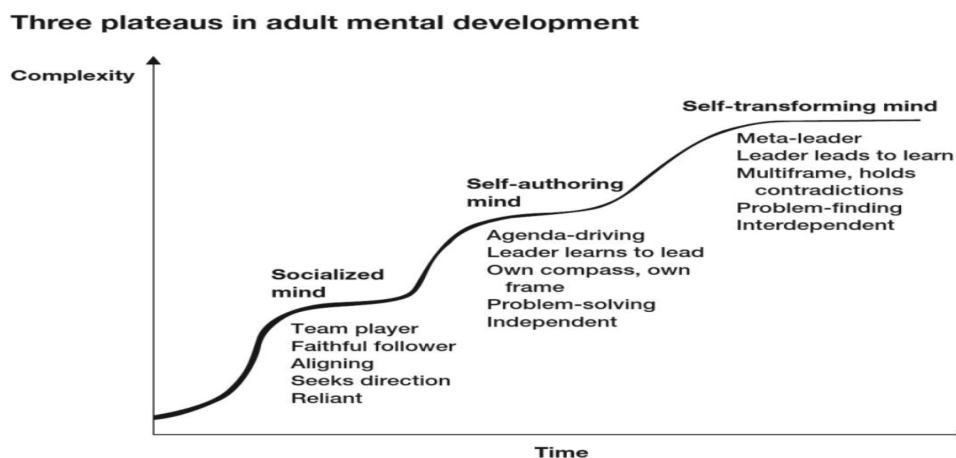 Three plateaus in adult mental development
Complexity
Self-transforming mind
Meta-leader
Leader leads to learn
Multiframe, holds
contradictions
Problem-finding
Interdependent
Self-authoring
mind
Agenda-driving
Leader learns to lead
Own compass, own
frame
Problem-solving
Independent
Socialized
mind
Team player
Faithful follower
Aligning
Seeks direction
Reliant
Time